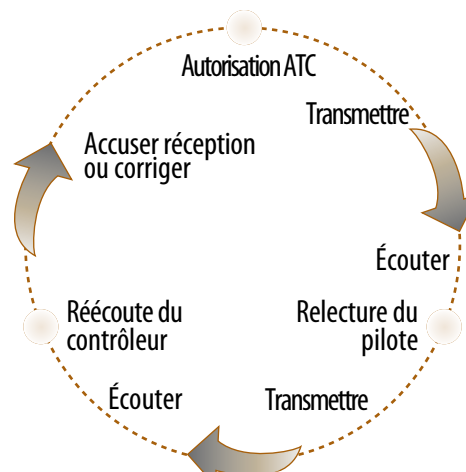 Autorisation ATC
Transmettre
Écouter
Relecture du
pilote
Transmettre
Écouter
Réécoute du
contrôleur
Accuser réception
ou corriger